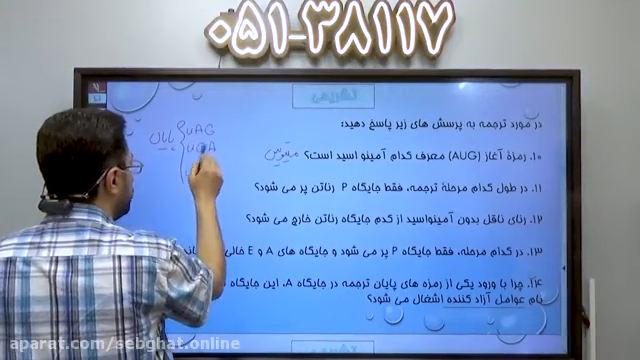 ۰۵۱-۳۸۱۱۷
تشریحی
در مورد ترجمه به پرسش های زیر پاسخ دهید:
۱۰. رمزۀ آغاز (AUG) معرف کدام آمینو اسید است؟ متیونین
۱۱. در طول کدام مرحلۀ ترجمه، فقط جایگاه P رناتن پر می شود؟
۱۲. رنای ناقل بدون آمینواسید از کدم جایگاه رناتن خارج می شود؟
۱۳. در کدام مرحله، فقط جایگاه P پر می شود و جایگاه های A و E خالی
۱۴. چرا با ورود یکی از رمزه های پایان ترجمه در جایگاه A، این جایگاه
نام عوامل آزاد کننده اشغال می شود؟
پایان
UAG
UGA
تشریحی
aparat.com/sebghat.online